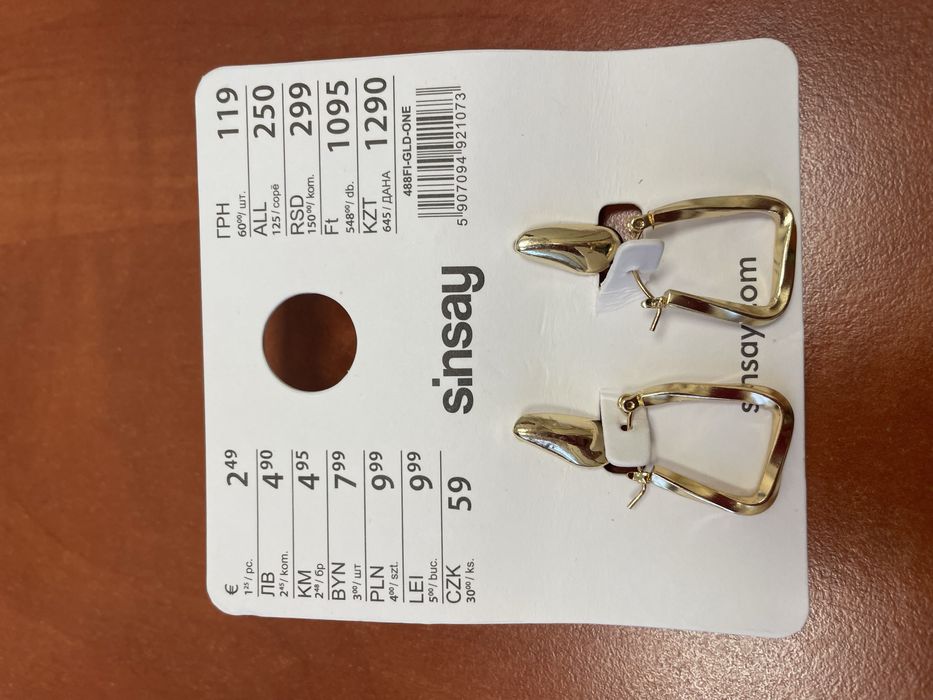 € 2⁴⁹
1²⁵/ pc.
ЛВ 4⁹⁰
2⁴⁵/ kom.
KM 4⁹⁵
2⁴⁸/ бр
BYN 7⁹⁹
3⁰⁰/ шт
PLN 9⁹⁹
4⁰⁰/ szt.
LEI 9⁹⁹
5⁰⁰/ buc.
CZK 59
30⁰⁰/ ks.
ГРН 119
60⁰⁰/ шт.
ALL 250
125 / copë
RSD 299
150⁰⁰/ kom.
Ft 1095
548⁰⁰/ db.
KZT 1290
645 / ДАНА
488FI-GLD-ONE
5 907094 921073
sinsay
sinsay.com